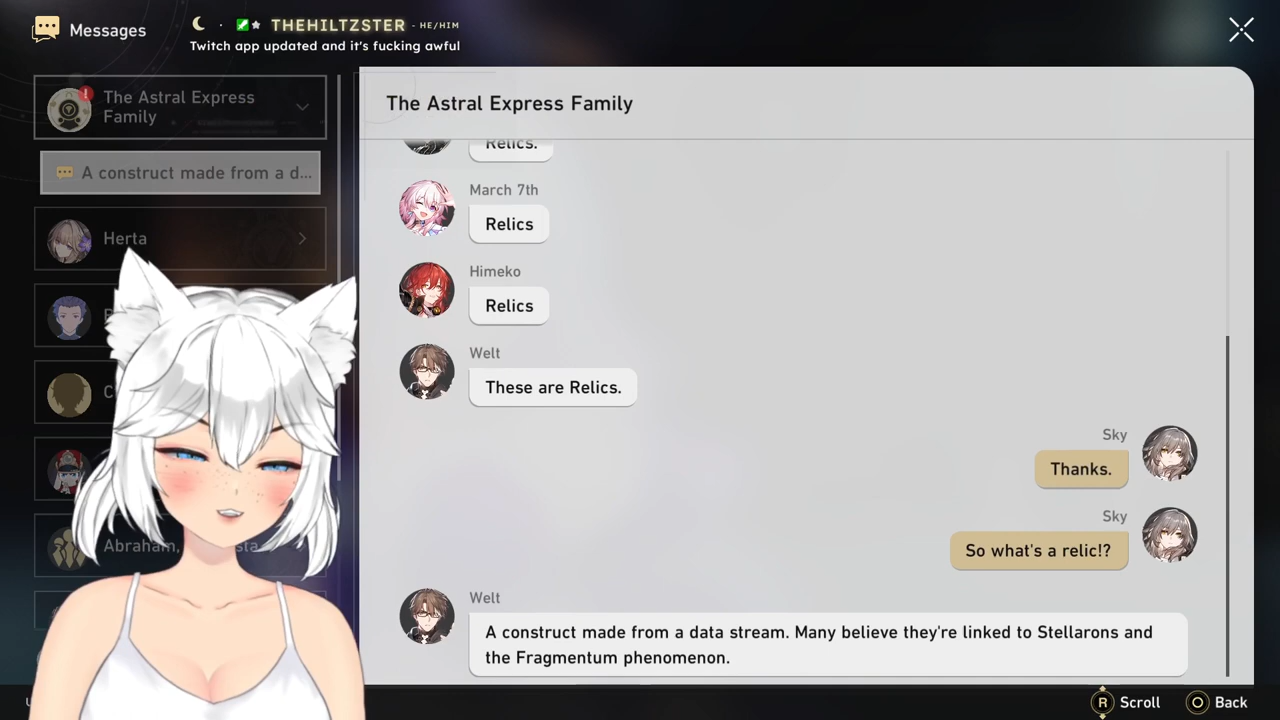 Messages
THEHILTZSTER - HE/HIM
Twitch app updated and it's fucking awful
The Astral Express
Family
A construct made from a d...
Herta
Abraham,
The Astral Express Family
Relics.
March 7th
Relics
Himeko
Relics
Welt
These are Relics.
Sky
Thanks.
Sky
So what's a relic!?
Welt
A construct made from a data stream. Many believe they're linked to Stellarons and
the Fragmentum phenomenon.
R Scroll
Back